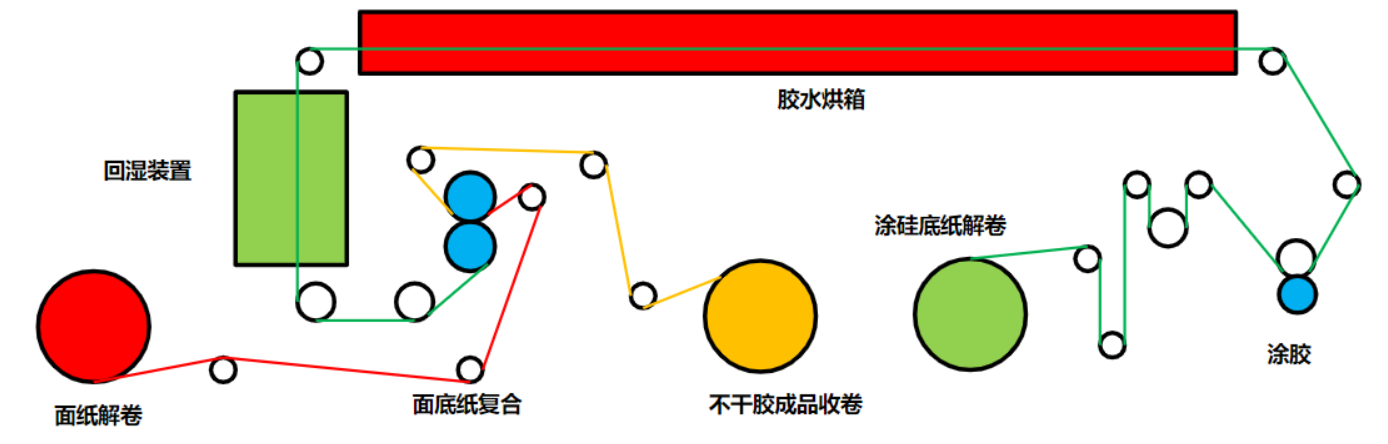 胶水烘箱
回湿装置
涂硅底纸解卷
涂胶
面纸解卷
面底纸复合
不干胶成品收卷